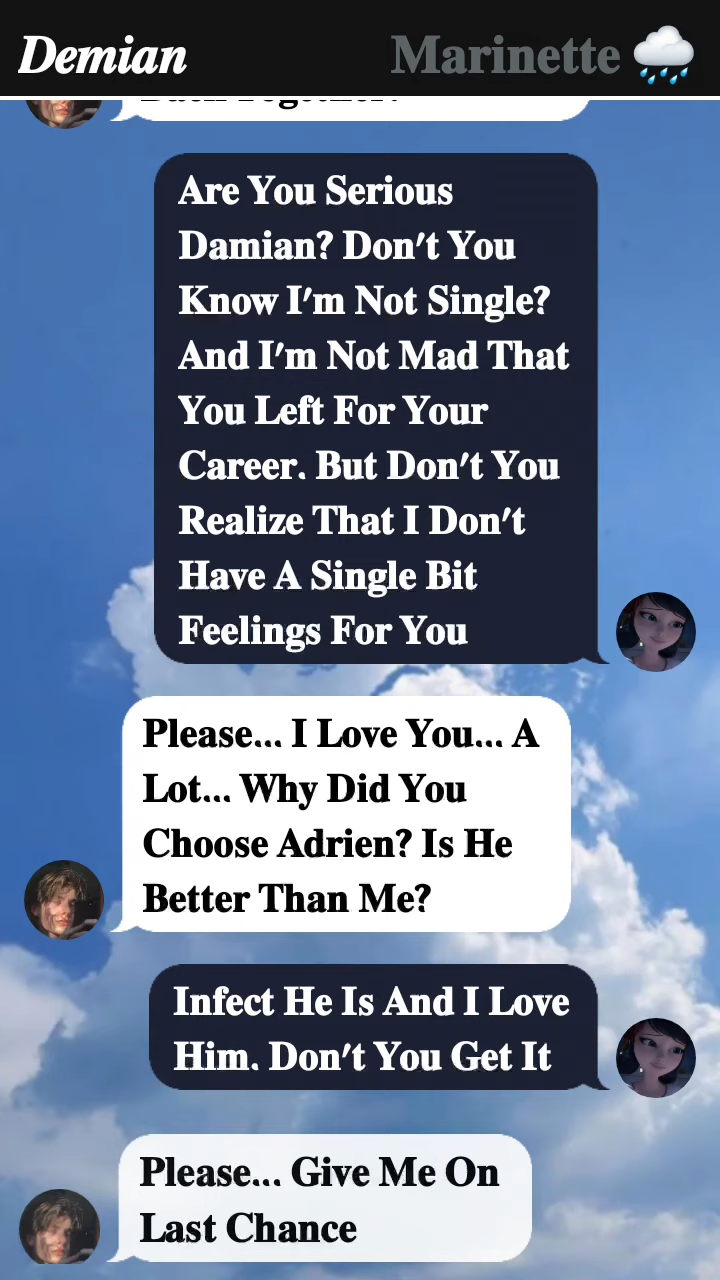 Demian
Marinette 🌧️
Are You Serious
Damian? Don't You
Know I'm Not Single?
And I'm Not Mad That
You Left For Your
Career. But Don't You
Realize That I Don't
Have A Single Bit
Feelings For You
Please... I Love You... A
Lot... Why Did You
Choose Adrien? Is He
Better Than Me?
Infect He Is And I Love
Him. Don't You Get It
Please... Give Me On
Last Chance